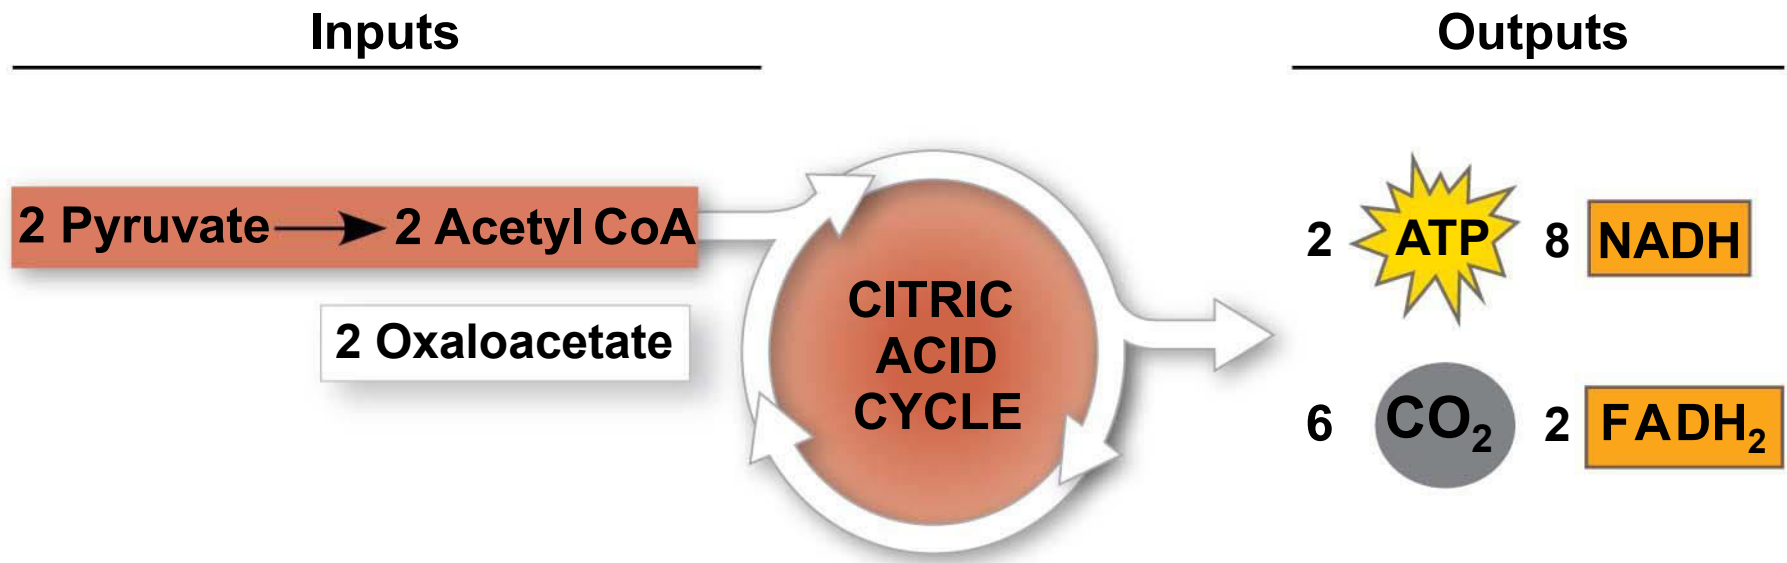 Inputs
Outputs
2 Pyruvate → 2 Acetyl CoA
2 Oxaloacetate
CITRIC
ACID
CYCLE
2 ATP 8 NADH
6 CO₂ 2 FADH₂